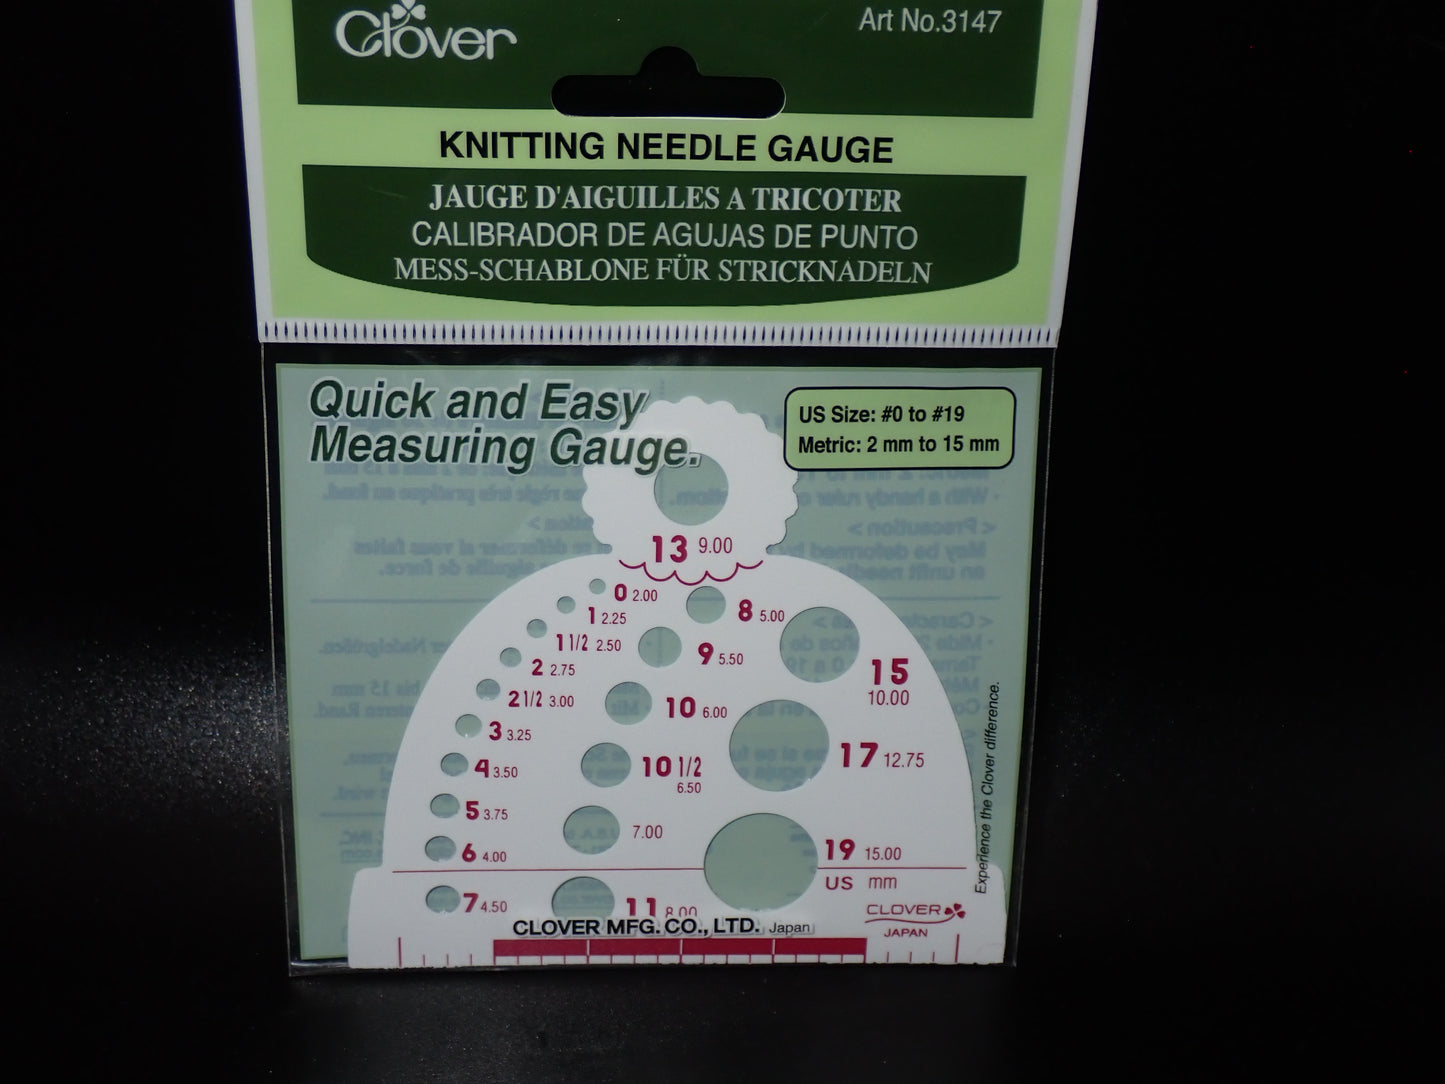 Clover
Art No.3147
KNITTING NEEDLE GAUGE
JAUGE D'AIGUILLES A TRICOTER
CALIBRADOR DE AGUJAS DE PUNTO
MESS-SCHABLONE FÜR STRICKNADELN
Quick and Easy
Measuring Gauge.
US Size: #0 to #19
Metric: 2 mm to 15 mm
13 9.00
0 2.00
1 2.25
1 1/2 2.50
2 2.75
2 1/2 3.00
3 3.25
4 3.50
5 3.75
6 4.00
7 4.50
8 5.00
9 5.50
10 6.00
10 1/2
6.50
7.00
11 8.00
15
10.00
17 12.75
19 15.00
US mm
CLOVER
JAPAN
Experience the Clover difference.
CLOVER MFG. CO., LTD. Japan